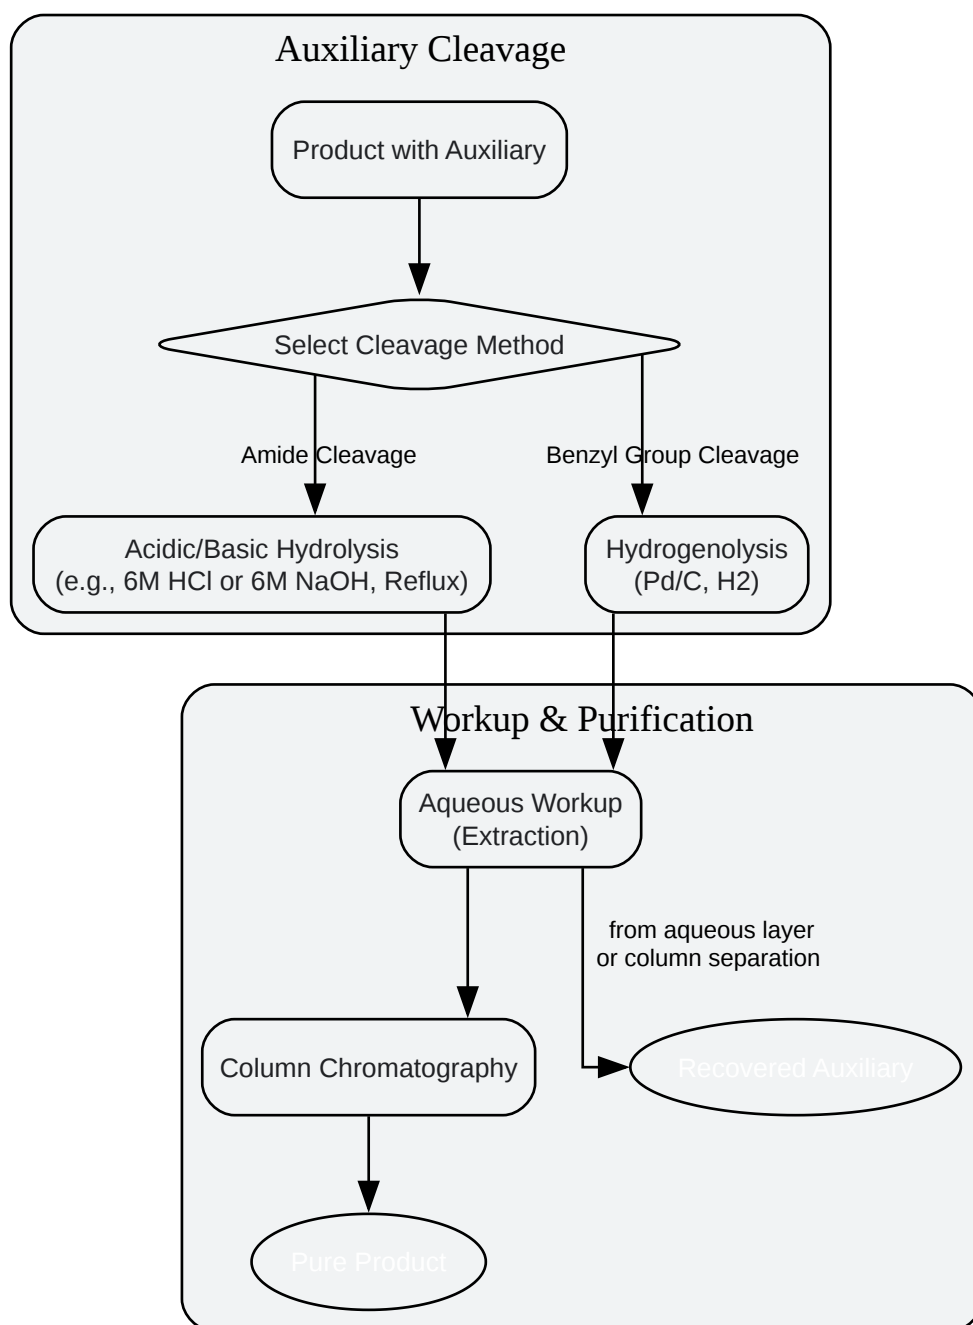 Auxiliary Cleavage
Product with Auxiliary
Select Cleavage Method
Amide Cleavage
Benzyl Group Cleavage
Acidic/Basic Hydrolysis
(e.g., 6M HCl or 6M NaOH, Reflux)
Hydrogenolysis
(Pd/C, H2)
Workup & Purification
Aqueous Workup
(Extraction)
from aqueous layer
or column separation
Column Chromatography
Recovered Auxiliary
Pure Product